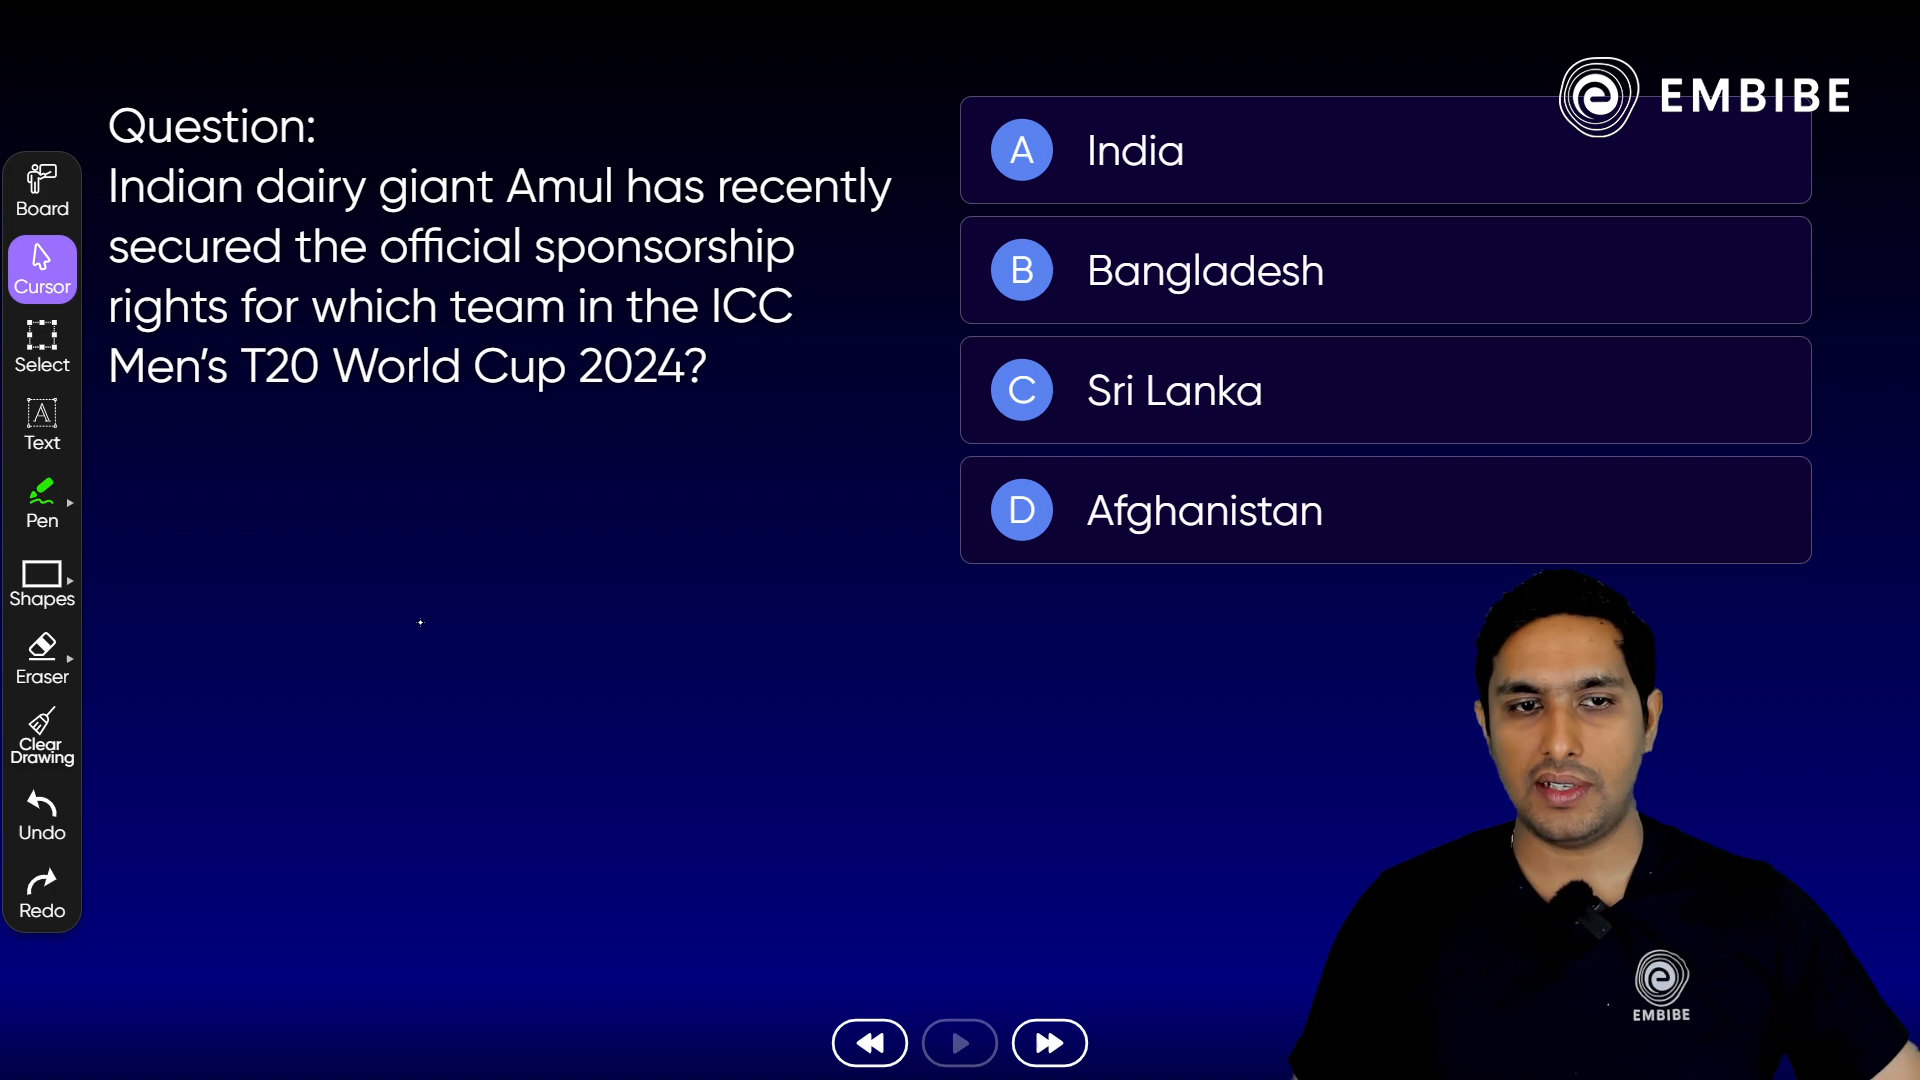 EMBIBE
Question:
Indian dairy giant Amul has recently
secured the official sponsorship
rights for which team in the ICC
Men's T20 World Cup 2024?
A India
B Bangladesh
C Sri Lanka
D Afghanistan
Board
Cursor
Select
A
Text
Pen
Shapes
Eraser
Clear
Drawing
Undo
Redo
EMBIBE